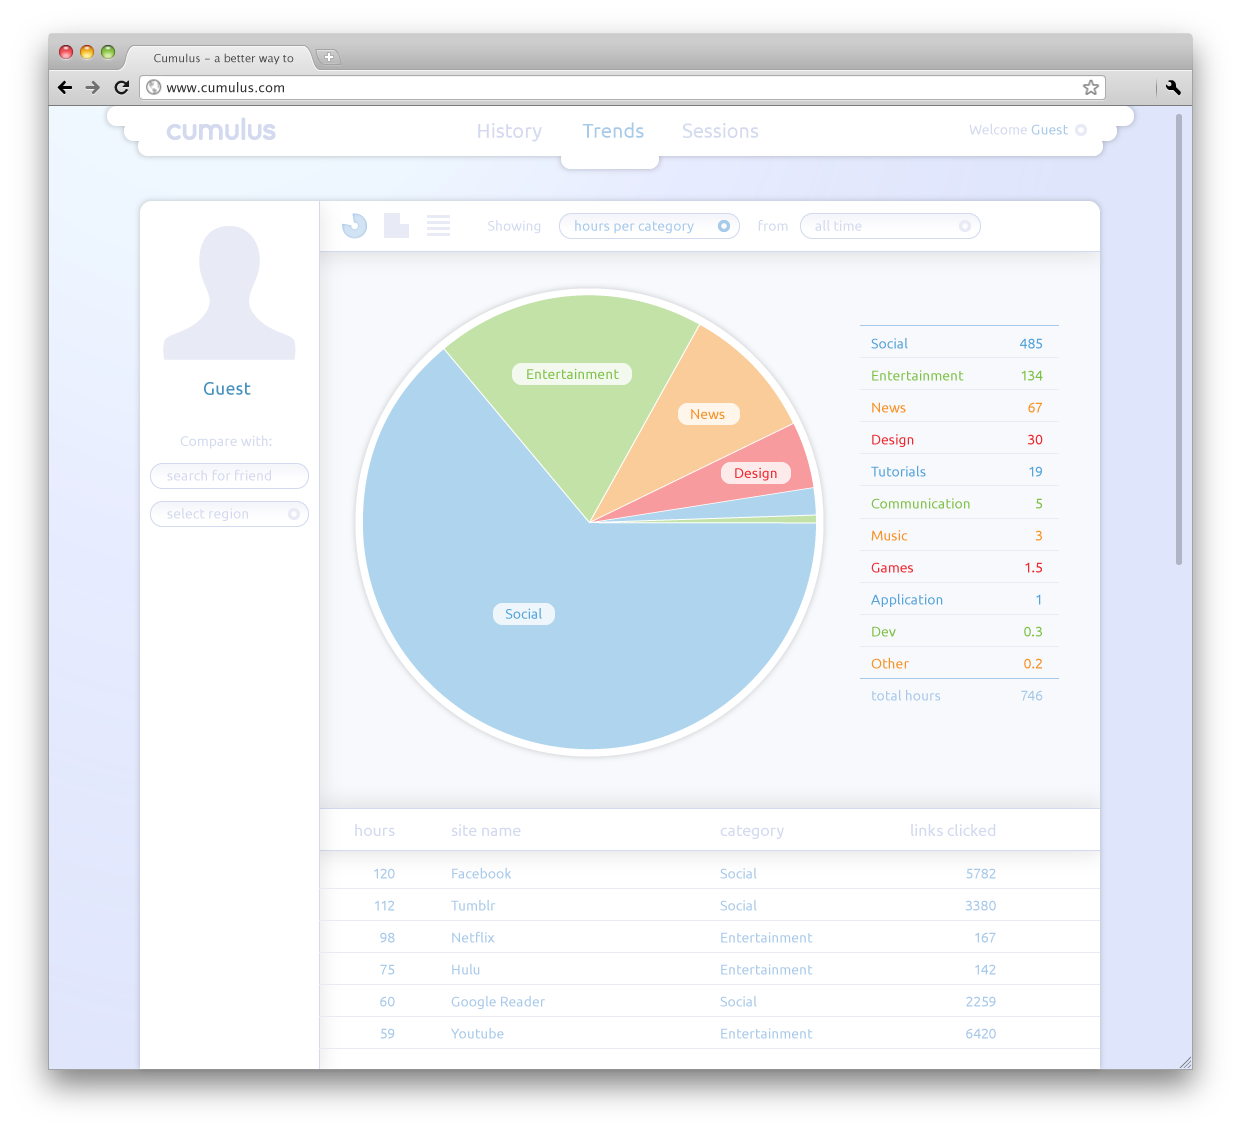 Cumulus – a better way to
www.cumulus.com
cumulus
History Trends Sessions
Welcome Guest
Showing hours per category from all time
Guest
Compare with:
search for friend
select region
Entertainment
News
Design
Social
Social 485
Entertainment 134
News 67
Design 30
Tutorials 19
Communication 5
Music 3
Games 1.5
Application 1
Dev 0.3
Other 0.2
total hours 746
hours site name category links clicked
120 Facebook Social 5782
112 Tumblr Social 3380
98 Netflix Entertainment 167
75 Hulu Entertainment 142
60 Google Reader Social 2259
59 Youtube Entertainment 6420